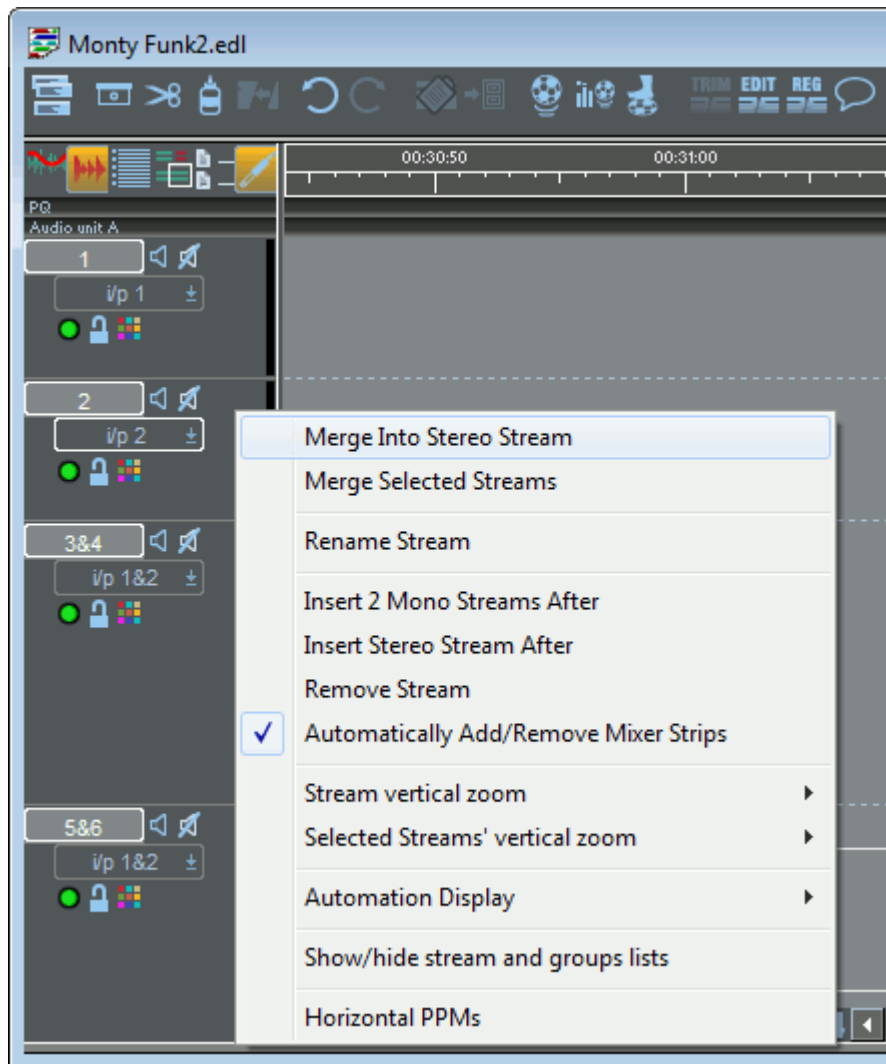 Monty Funk2.edl
TRIM EDIT REG
00:30:50 00:31:00
PQ
Audio unit A
1
i/p 1
2
i/p 2
3&4
i/p 1&2
5&6
i/p 1&2
Merge Into Stereo Stream
Merge Selected Streams
Rename Stream
Insert 2 Mono Streams After
Insert Stereo Stream After
Remove Stream
Automatically Add/Remove Mixer Strips
Stream vertical zoom
Selected Streams' vertical zoom
Automation Display
Show/hide stream and groups lists
Horizontal PPMs